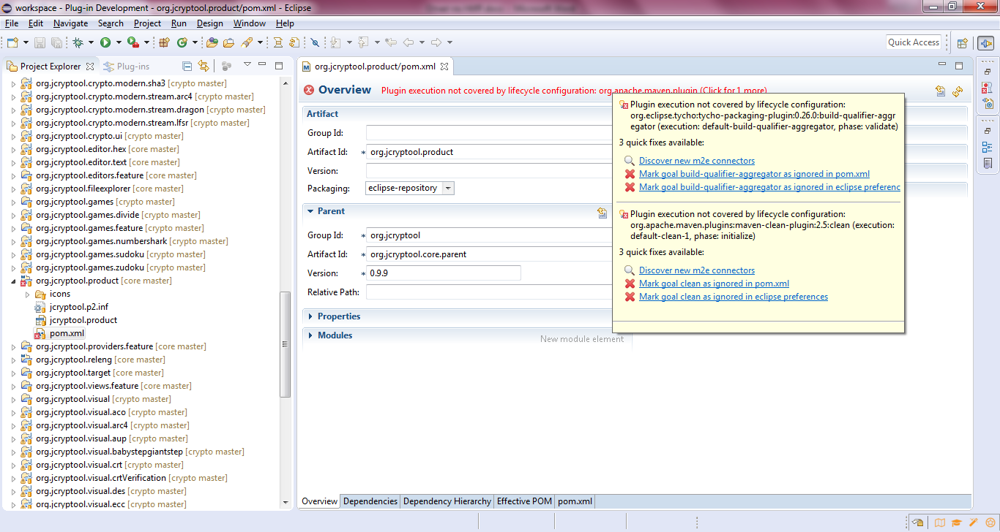 workspace - Plug-in Development - org.jcryptool.product/pom.xml - Eclipse
File Edit Navigate Search Project Run Design Window Help
Quick Access
Project Explorer Plug-ins
org.jcryptool.crypto.modern.sha3 [crypto master]
org.jcryptool.crypto.modern.stream.arc4 [crypto master]
org.jcryptool.crypto.modern.stream.dragon [crypto master]
org.jcryptool.crypto.modern.stream.lfsr [crypto master]
org.jcryptool.crypto.ui [crypto master]
org.jcryptool.editor.hex [core master]
org.jcryptool.editor.text [core master]
org.jcryptool.editors.feature [core master]
org.jcryptool.fileexplorer [core master]
org.jcryptool.games [crypto master]
org.jcryptool.games.divide [crypto master]
org.jcryptool.games.feature [crypto master]
org.jcryptool.games.numbershark [crypto master]
org.jcryptool.games.sudoku [crypto master]
org.jcryptool.games.zudoku [crypto master]
org.jcryptool.product [core master]
icons
jcryptool.p2.inf
jcryptool.product
pom.xml
org.jcryptool.providers.feature [core master]
org.jcryptool.releng [core master]
org.jcryptool.target [core master]
org.jcryptool.views.feature [core master]
org.jcryptool.visual [crypto master]
org.jcryptool.visual.aco [crypto master]
org.jcryptool.visual.arc4 [crypto master]
org.jcryptool.visual.aup [crypto master]
org.jcryptool.visual.babystepgiantstep [crypto master]
org.jcryptool.visual.crt [crypto master]
org.jcryptool.visual.crtVerification [crypto master]
org.jcryptool.visual.des [crypto master]
org.jcryptool.visual.ecc [crypto master]
org.jcryptool.product/pom.xml
Overview Plugin execution not covered by lifecycle configuration: org.apache.maven.plugin (Click for 1 more)
Artifact
Group Id:
Artifact Id: * org.jcryptool.product
Version:
Packaging: eclipse-repository
Parent
Group Id: * org.jcryptool
Artifact Id: * org.jcryptool.core.parent
Version: * 0.9.9
Relative Path:
Properties
Modules
New module element
Plugin execution not covered by lifecycle configuration:
org.eclipse.tycho:tycho-packaging-plugin:0.26.0:build-qualifier-aggr
egator (execution: default-build-qualifier-aggregator, phase: validate)
3 quick fixes available:
Discover new m2e connectors
Mark goal build-qualifier-aggregator as ignored in pom.xml
Mark goal build-qualifier-aggregator as ignored in eclipse preferenc
Plugin execution not covered by lifecycle configuration:
org.apache.maven.plugins:maven-clean-plugin:2.5:clean (execution:
default-clean-1, phase: initialize)
3 quick fixes available:
Discover new m2e connectors
Mark goal clean as ignored in pom.xml
Mark goal clean as ignored in eclipse preferences
Overview Dependencies Dependency Hierarchy Effective POM pom.xml